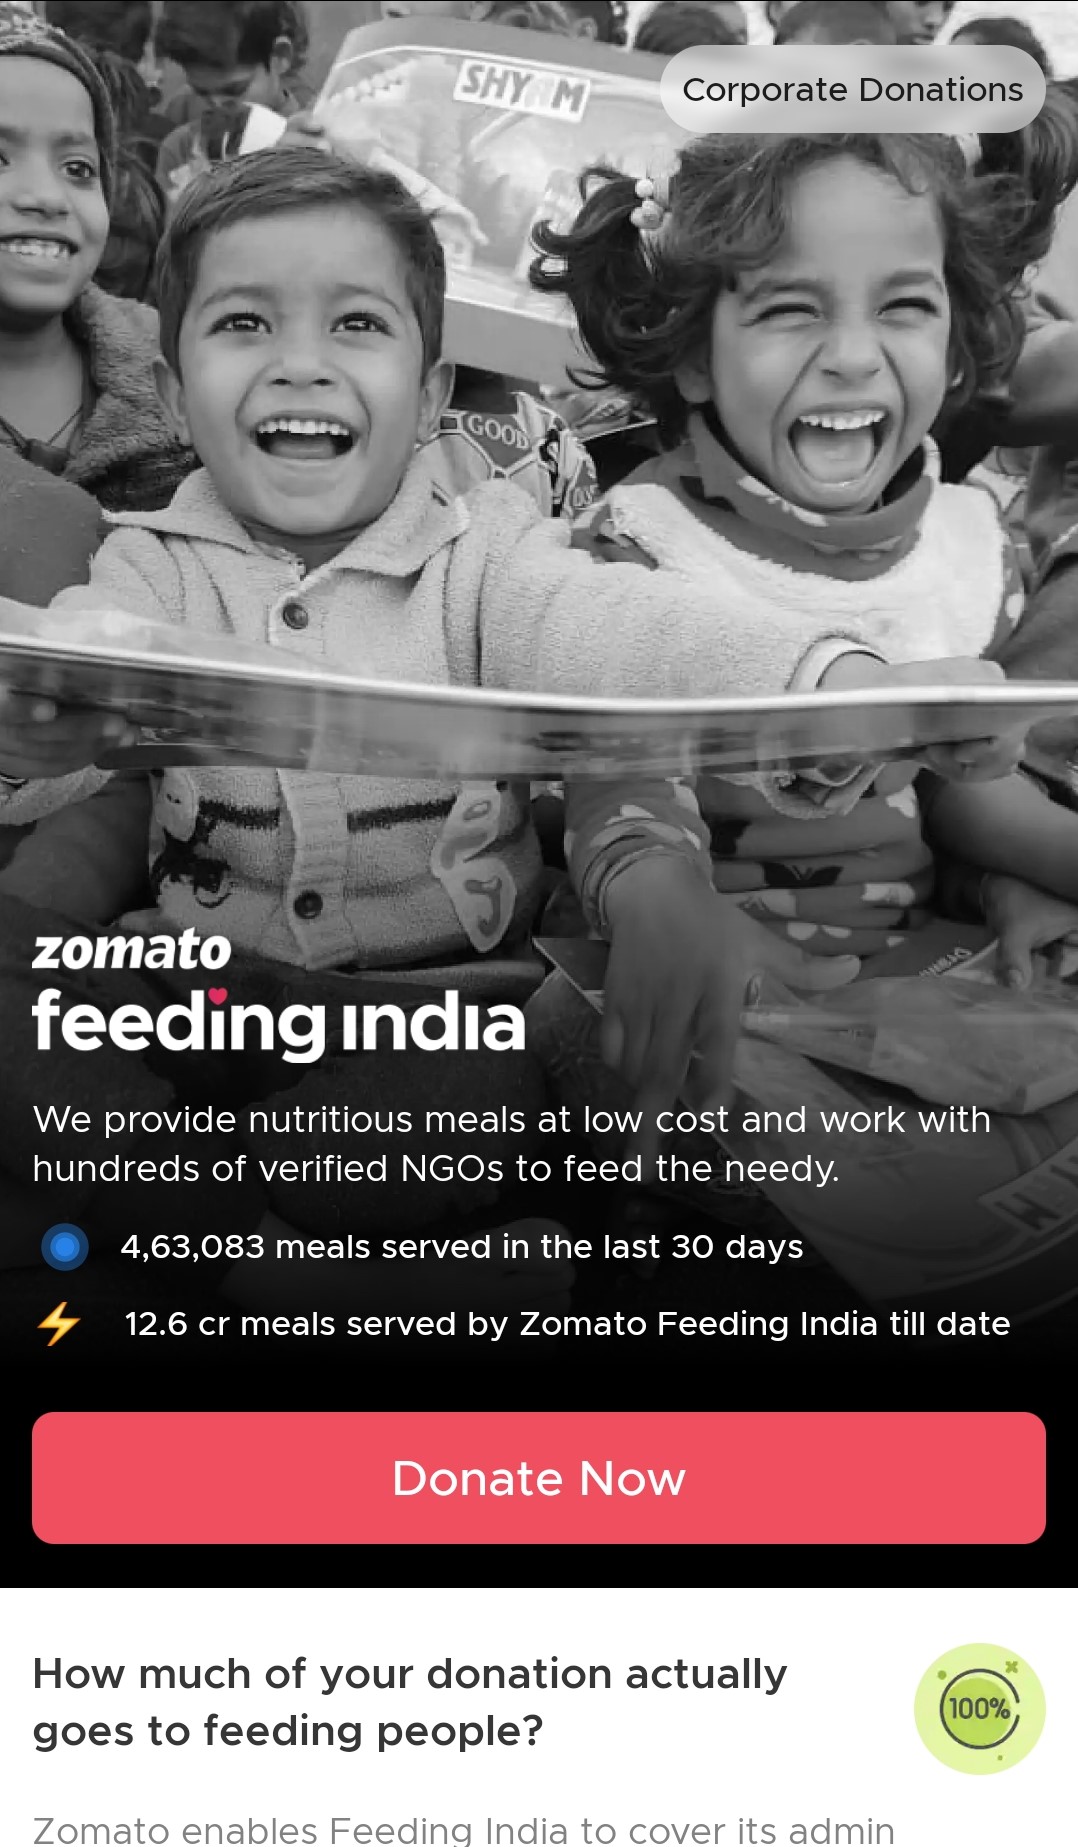 SHY M
Corporate Donations
GOOD
zomato
feeding india
We provide nutritious meals at low cost and work with
hundreds of verified NGOs to feed the needy.
4,63,083 meals served in the last 30 days
12.6 cr meals served by Zomato Feeding India till date
Donate Now
How much of your donation actually
goes to feeding people?
100%
Zomato enables Feeding India to cover its admin